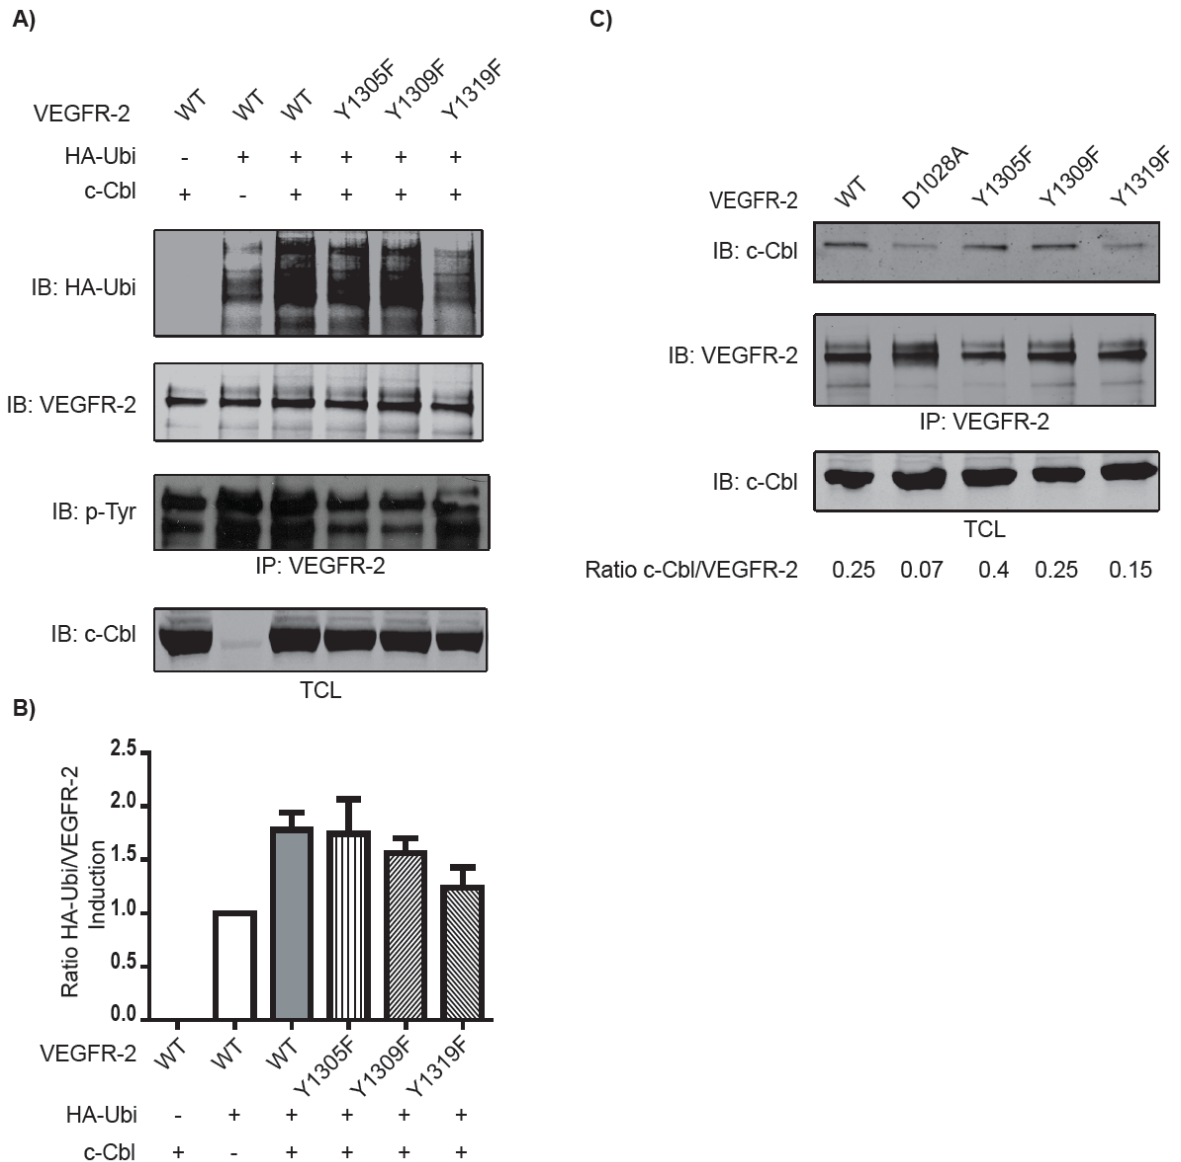 A)
VEGFR-2 WT WT WT Y1305F Y1309F Y1319F
HA-Ubi - + + + + +
c-Cbl + - + + + +
IB: HA-Ubi
IB: VEGFR-2
IB: p-Tyr
IP: VEGFR-2
IB: c-Cbl
TCL
B)
Ratio HA-Ubi/VEGFR-2
Induction
2.5
2.0
1.5
1.0
0.5
0.0
VEGFR-2 WT WT WT Y1305F Y1309F Y1319F
HA-Ubi - + + + + +
c-Cbl + - + + + +
C)
VEGFR-2 WT D1028A Y1305F Y1309F Y1319F
IB: c-Cbl
IB: VEGFR-2
IP: VEGFR-2
IB: c-Cbl
TCL
Ratio c-Cbl/VEGFR-2 0.25 0.07 0.4 0.25 0.15